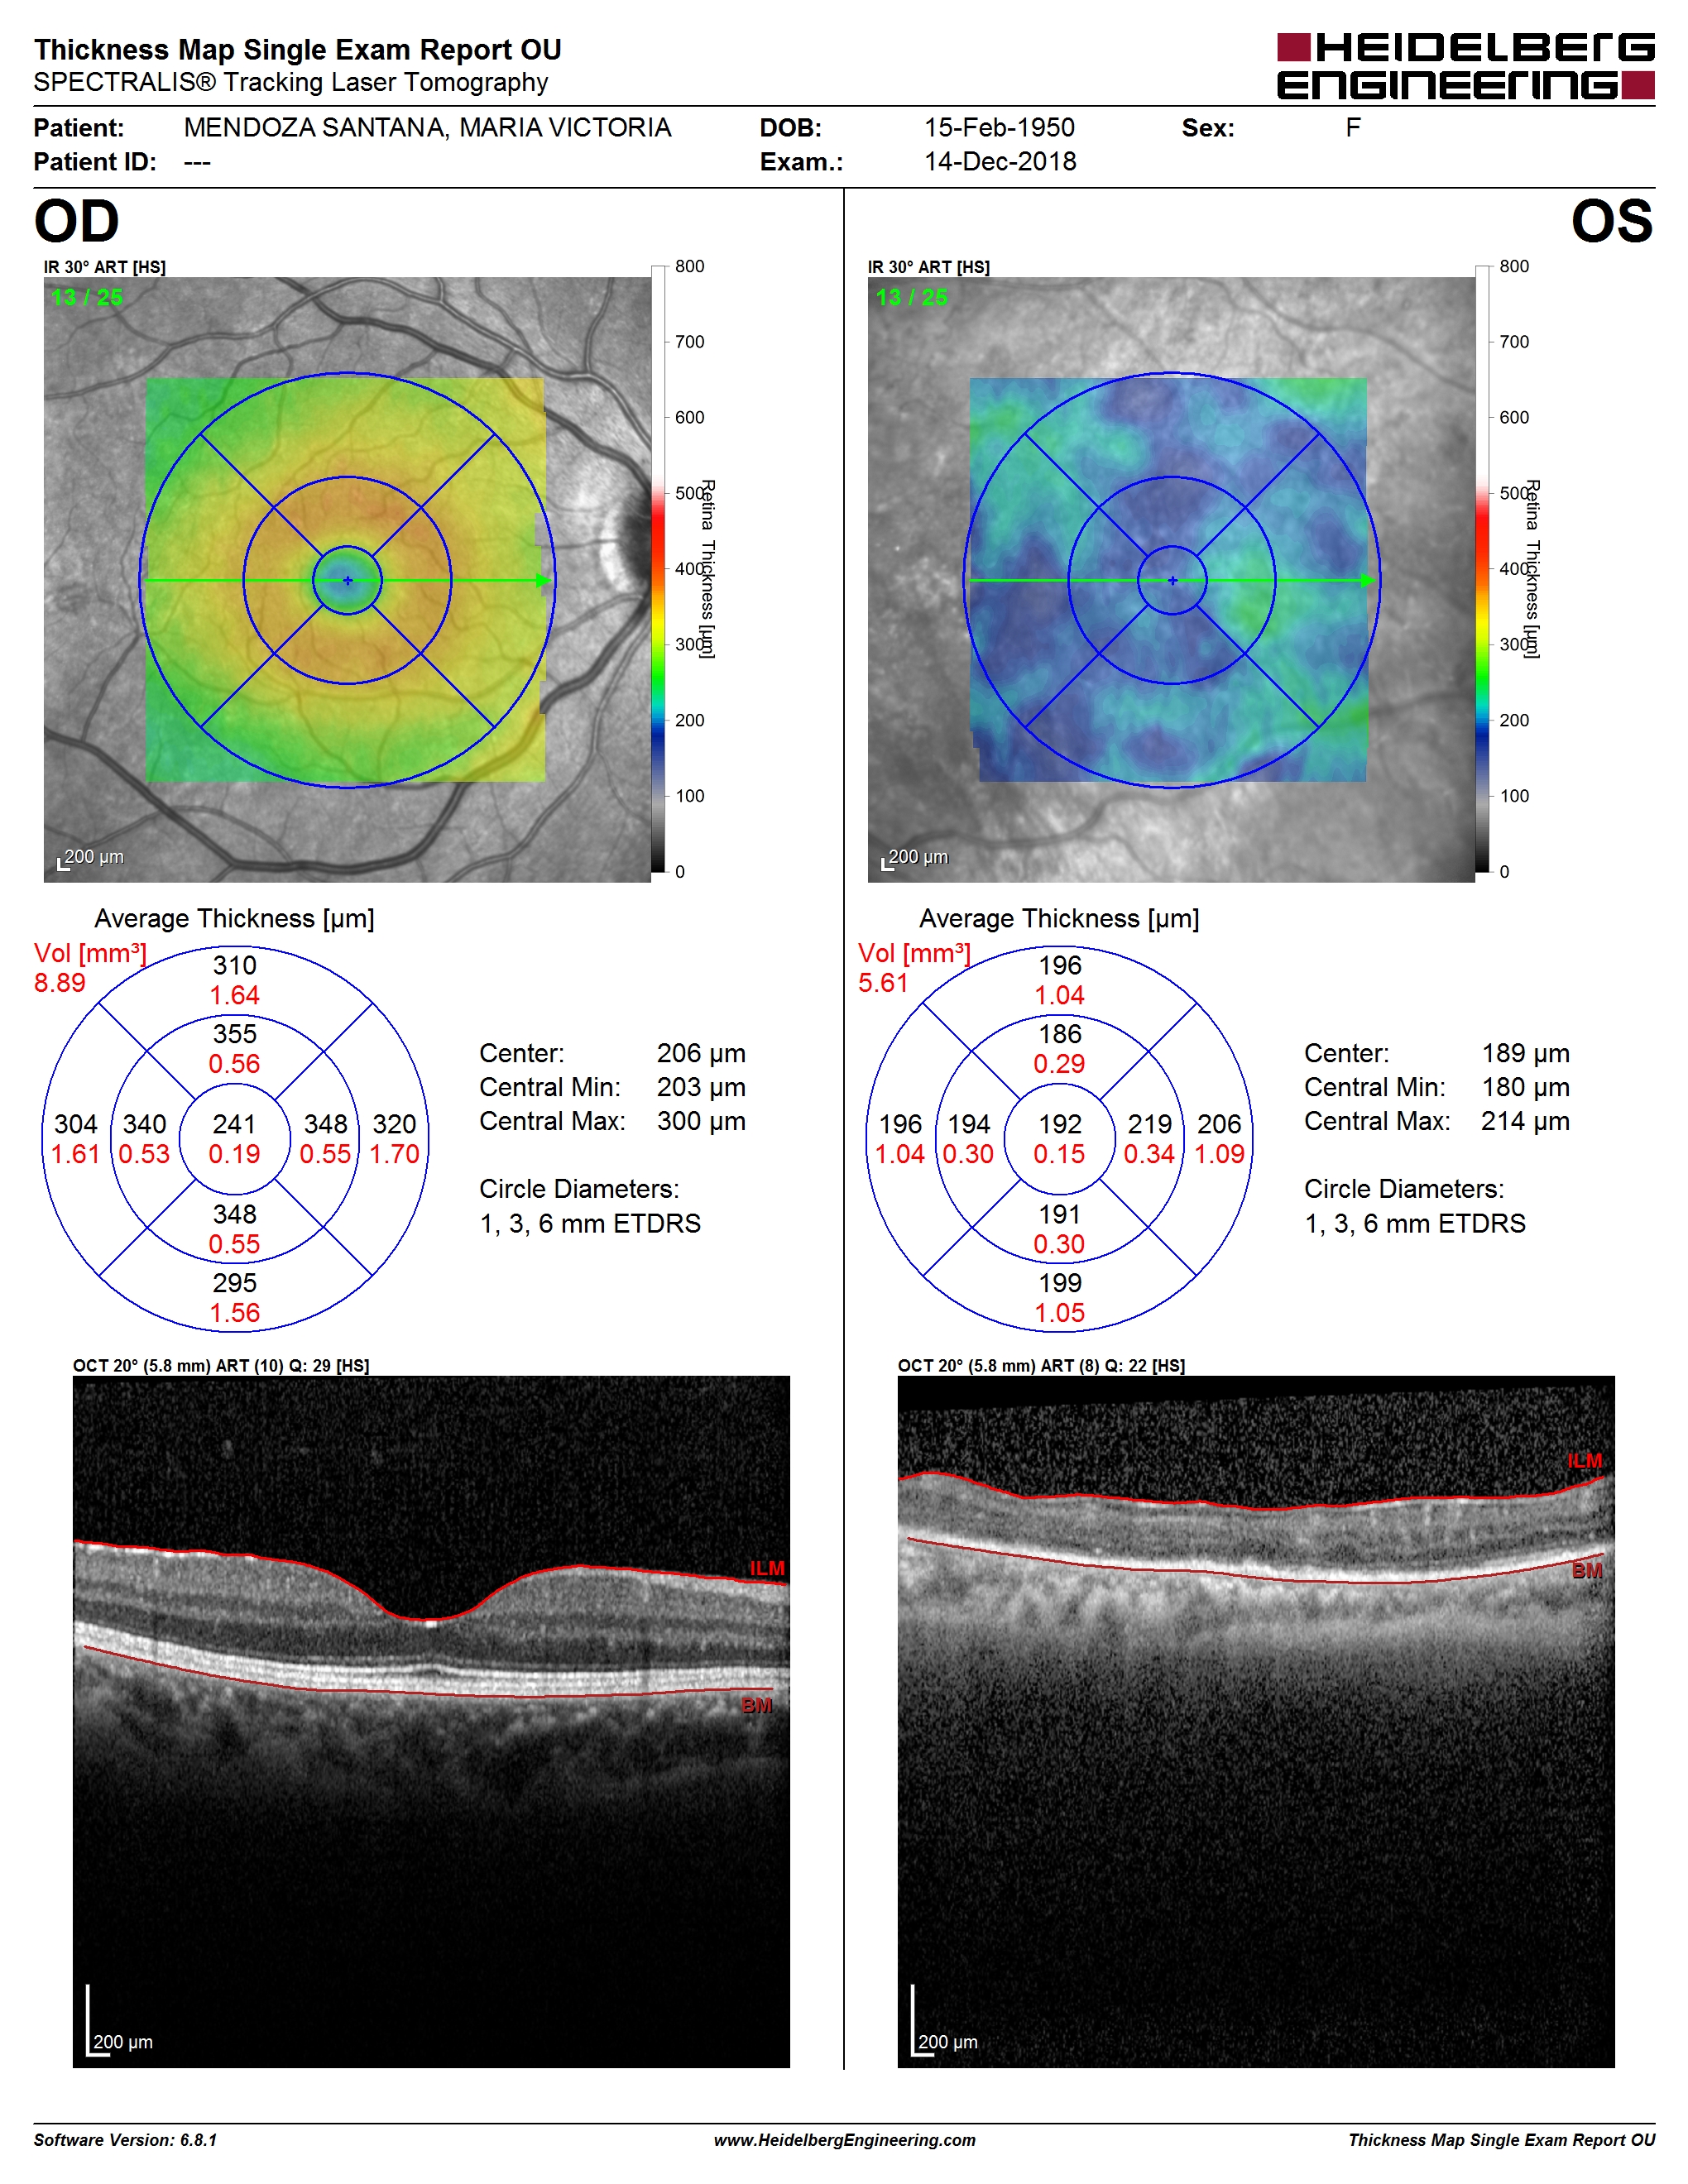 Thickness Map Single Exam Report OU
SPECTRALIS® Tracking Laser Tomography
HEIDELBERG
ENGINEERING
Patient: MENDOZA SANTANA, MARIA VICTORIA DOB: 15-Feb-1950 Sex: F
Patient ID: --- Exam.: 14-Dec-2018
OD
IR 30° ART [HS]
13 / 25
200 µm
800
700
600
500
400
300
200
100
0
Retina Thickness [µm]
Average Thickness [µm]
Vol [mm³]
8.89
310
1.64
355
0.56
304 340 241 348 320
1.61 0.53 0.19 0.55 1.70
348
0.55
295
1.56
Center: 206 µm
Central Min: 203 µm
Central Max: 300 µm
Circle Diameters:
1, 3, 6 mm ETDRS
OCT 20° (5.8 mm) ART (10) Q: 29 [HS]
ILM
BM
200 µm
OS
IR 30° ART [HS]
13 / 25
200 µm
800
700
600
500
400
300
200
100
0
Retina Thickness [µm]
Average Thickness [µm]
Vol [mm³]
5.61
196
1.04
186
0.29
196 194 192 219 206
1.04 0.30 0.15 0.34 1.09
191
0.30
199
1.05
Center: 189 µm
Central Min: 180 µm
Central Max: 214 µm
Circle Diameters:
1, 3, 6 mm ETDRS
OCT 20° (5.8 mm) ART (8) Q: 22 [HS]
ILM
BM
200 µm
Software Version: 6.8.1 www.HeidelbergEngineering.com Thickness Map Single Exam Report OU